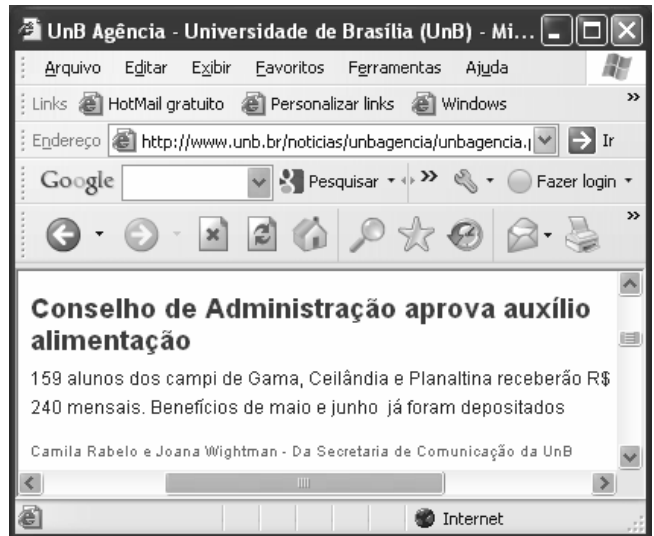 UnB Agência - Universidade de Brasília (UnB) - Mi...
Arquivo Editar Exibir Favoritos Ferramentas Ajuda
Links HotMail gratuito Personalizar links Windows »
Endereço http://www.unb.br/noticias/unbagencia/unbagencia.p Ir
Google Pesquisar » Fazer login
»
Conselho de Administração aprova auxílio
alimentação
159 alunos dos campi de Gama, Ceilândia e Planaltina receberão R$
240 mensais. Benefícios de maio e junho já foram depositados
Camila Rabelo e Joana Wightman - Da Secretaria de Comunicação da UnB
Internet